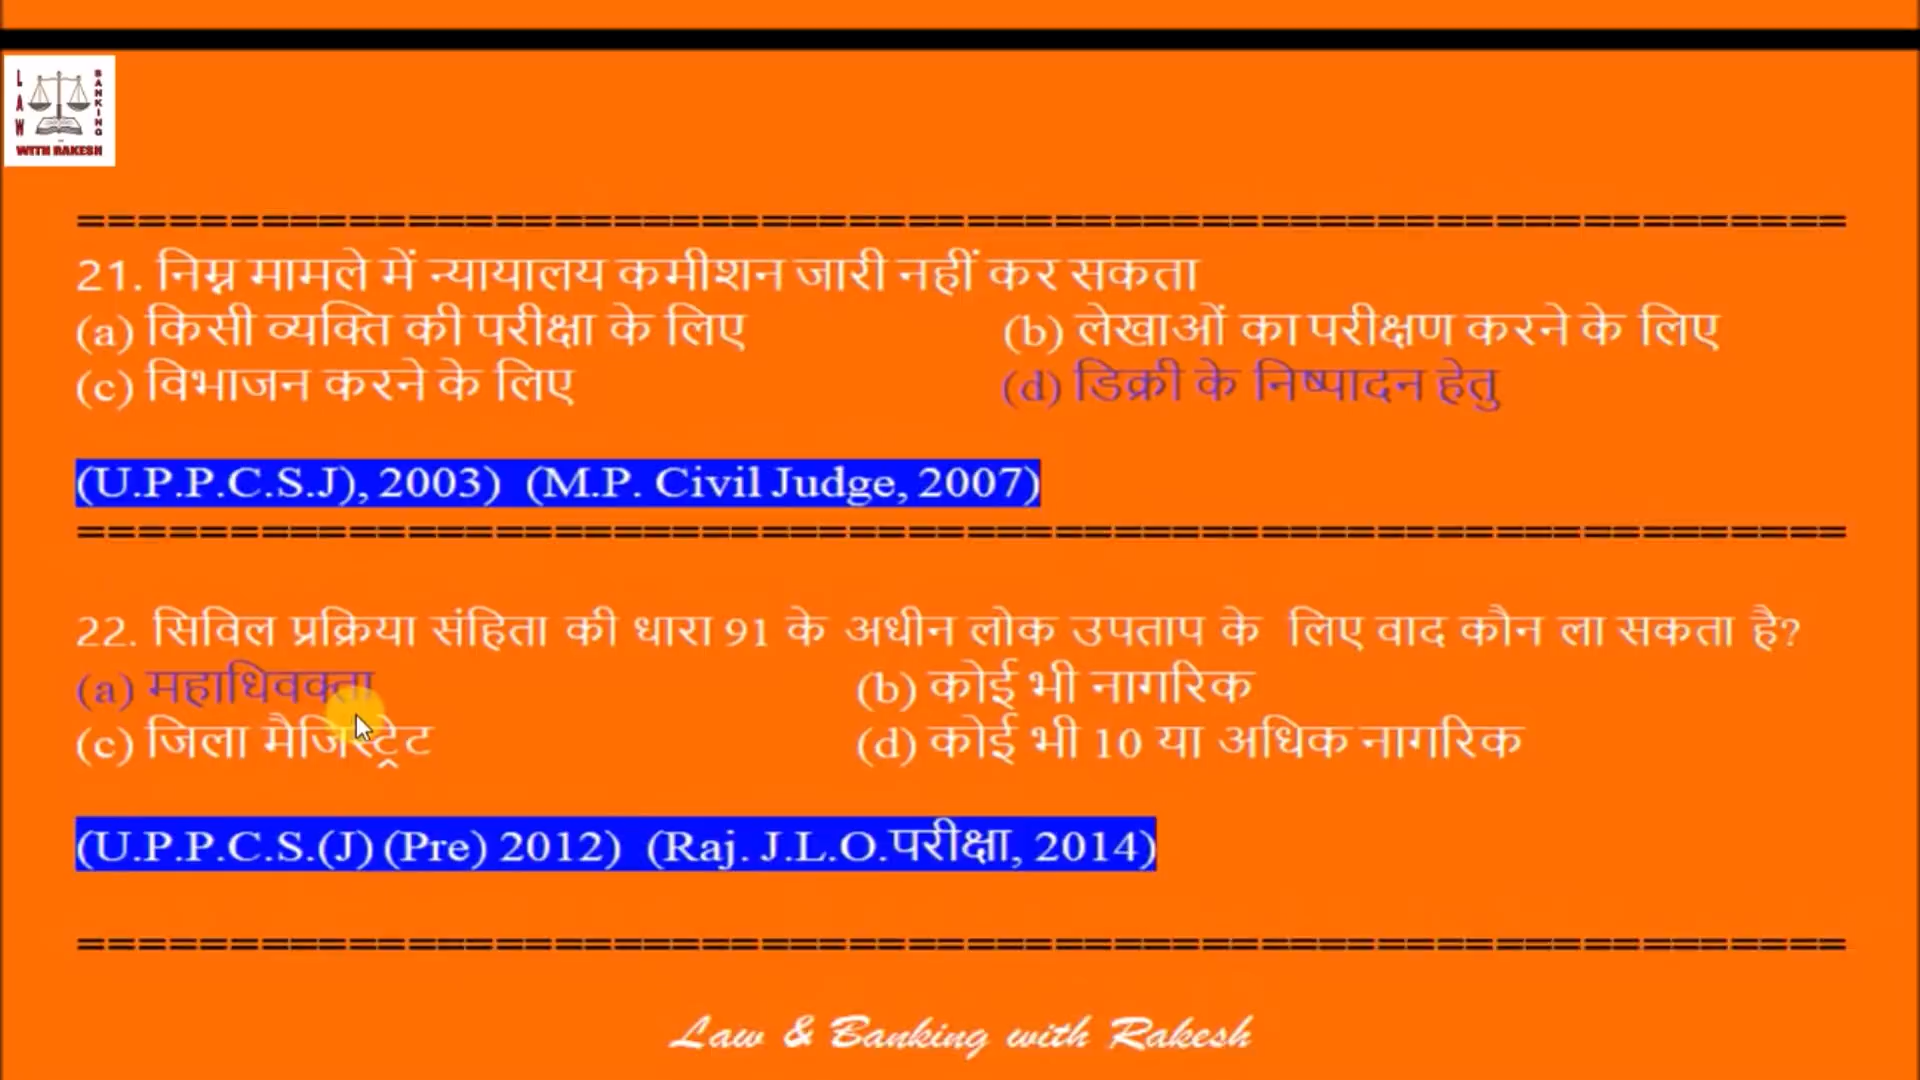 LAW
BANKING
WITH RAKESH
==========================================================
21. निम्न मामले में न्यायालय कमीशन जारी नहीं कर सकता
(a) किसी व्यक्ति की परीक्षा के लिए (b) लेखाओं का परीक्षण करने के लिए
(c) विभाजन करने के लिए (d) डिक्री के निष्पादन हेतु
(U.P.P.C.S.J), 2003) (M.P. Civil Judge, 2007)
==========================================================
22. सिविल प्रक्रिया संहिता की धारा 91 के अधीन लोक उपताप के लिए वाद कौन ला सकता है?
(a) महाधिवक्ता (b) कोई भी नागरिक
(c) जिला मैजिस्ट्रेट (d) कोई भी 10 या अधिक नागरिक
(U.P.P.C.S.(J) (Pre) 2012) (Raj. J.L.O.परीक्षा, 2014)
==========================================================
Law & Banking with Rakesh